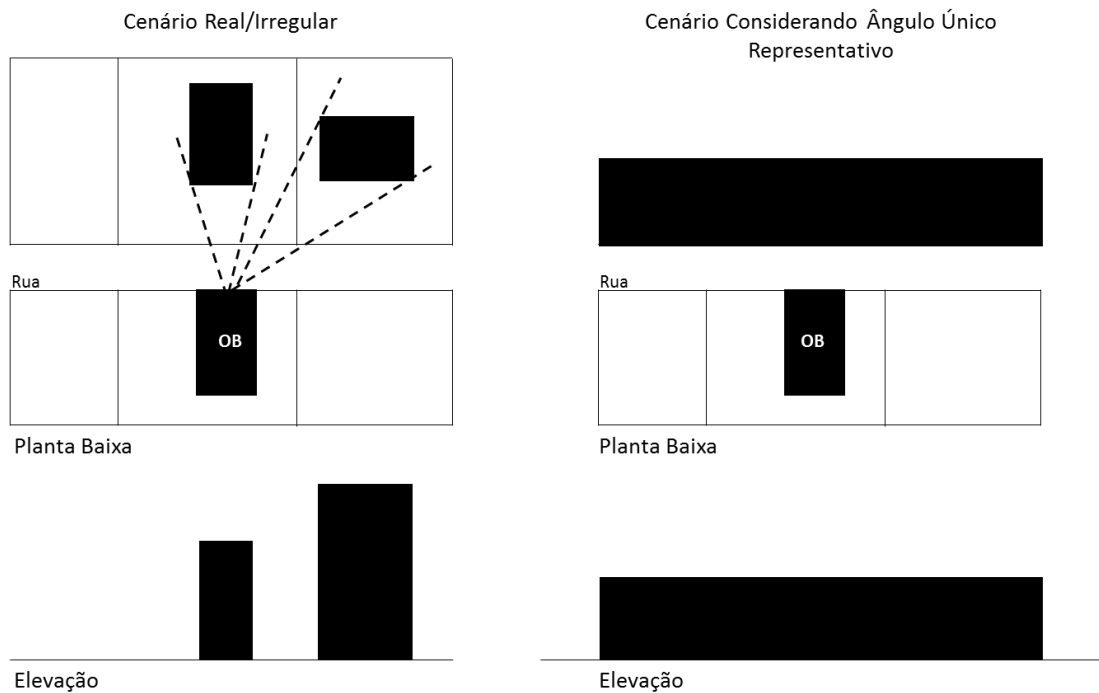 Cenário Real/Irregular
Rua
OB
Planta Baixa
Elevação
Cenário Considerando Ângulo Único
Representativo
Rua
OB
Planta Baixa
Elevação